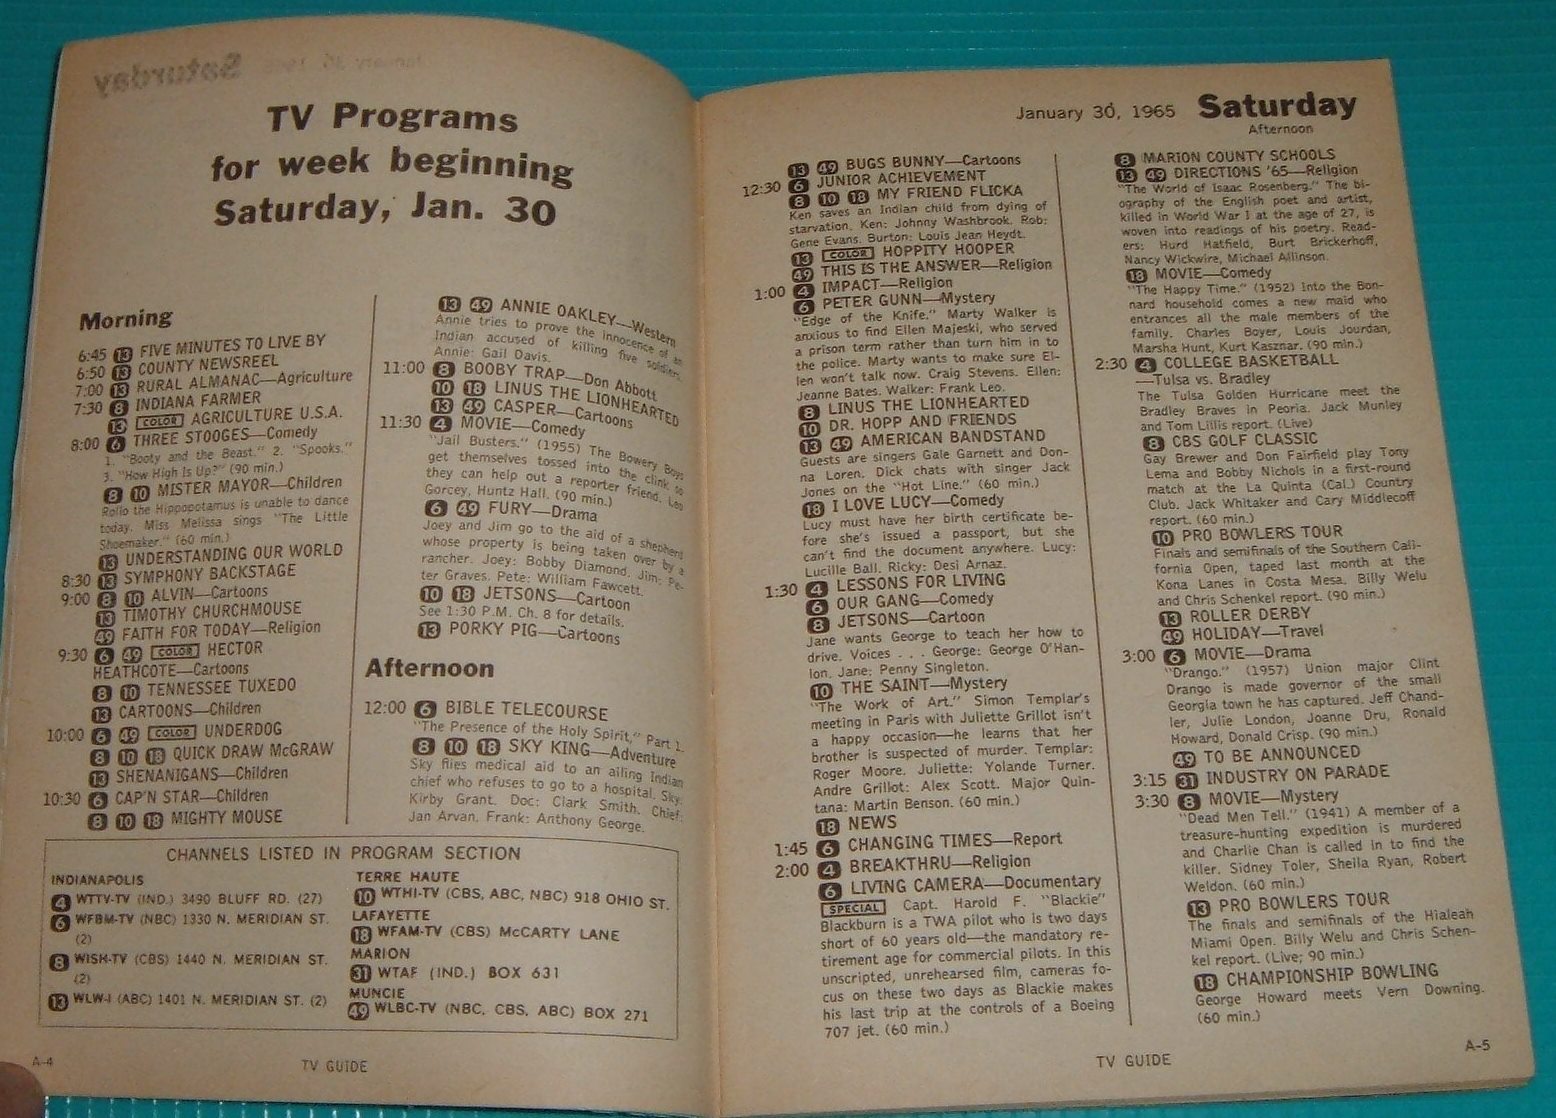 TV Programs
for week beginning
Saturday, Jan. 30
Morning
6:45 13 FIVE MINUTES TO LIVE BY
6:50 13 COUNTY NEWSREEL
7:00 13 RURAL ALMANAC—Agriculture
7:30 8 INDIANA FARMER
13 COLOR AGRICULTURE U.S.A.
8:00 6 THREE STOOGES—Comedy
1. "Booty and the Beast." 2. "Spooks."
3. "How High Is Up?" (90 min.)
8 10 MISTER MAYOR—Children
Rollo the Hippopotamus is unable to dance
today. Miss Melissa sings "The Little
Shoemaker." (60 min.)
13 UNDERSTANDING OUR WORLD
8:30 13 SYMPHONY BACKSTAGE
9:00 8 10 ALVIN—Cartoons
13 TIMOTHY CHURCHMOUSE
49 FAITH FOR TODAY—Religion
9:30 6 49 COLOR HECTOR
HEATHCOTE—Cartoons
8 10 TENNESSEE TUXEDO
13 CARTOONS—Children
10:00 6 49 COLOR UNDERDOG
8 10 18 QUICK DRAW McGRAW
13 SHENANIGANS—Children
10:30 6 CAP'N STAR—Children
8 10 18 MIGHTY MOUSE
13 49 ANNIE OAKLEY—Western
Annie tries to prove the innocence of an
Indian accused of killing five soldiers.
Annie: Gail Davis.
11:00 8 BOOBY TRAP—Don Abbott
10 18 LINUS THE LIONHEARTED
13 49 CASPER—Cartoons
11:30 4 MOVIE—Comedy
"Jail Busters." (1955) The Bowery Boys
get themselves tossed into the clink so
they can help out a reporter friend. Leo
Gorcey, Huntz Hall. (90 min.)
6 49 FURY—Drama
Joey and Jim go to the aid of a shepherd
whose property is being taken over by a
rancher. Joey: Bobby Diamond. Jim: Pe-
ter Graves. Pete: William Fawcett.
10 18 JETSONS—Cartoon
See 1:30 P.M. Ch. 8 for details.
13 PORKY PIG—Cartoons
Afternoon
12:00 6 BIBLE TELECOURSE
"The Presence of the Holy Spirit," Part 1.
8 10 18 SKY KING—Adventure
Sky flies medical aid to an ailing Indian
chief who refuses to go to a hospital. Sky:
Kirby Grant. Doc: Clark Smith. Chief:
Jan Arvan. Frank: Anthony George.
CHANNELS LISTED IN PROGRAM SECTION
INDIANAPOLIS
4 WTTV-TV (IND.) 3490 BLUFF RD. (27)
6 WFBM-TV (NBC) 1330 N. MERIDIAN ST.
(2)
8 WISH-TV (CBS) 1440 N. MERIDIAN ST.
(2)
13 WLW-I (ABC) 1401 N. MERIDIAN ST. (2)
TERRE HAUTE
10 WTHI-TV (CBS, ABC, NBC) 918 OHIO ST.
LAFAYETTE
18 WFAM-TV (CBS) McCARTY LANE
MARION
31 WTAF (IND.) BOX 631
MUNCIE
49 WLBC-TV (NBC, CBS, ABC) BOX 271
A-4
TV GUIDE
January 30, 1965 Saturday
Afternoon
13 49 BUGS BUNNY—Cartoons
12:30 6 JUNIOR ACHIEVEMENT
8 10 18 MY FRIEND FLICKA
Ken saves an Indian child from dying of
starvation. Ken: Johnny Washbrook. Rob:
Gene Evans. Burton: Louis Jean Heydt.
13 COLOR HOPPITY HOOPER
49 THIS IS THE ANSWER—Religion
1:00 4 IMPACT—Religion
6 PETER GUNN—Mystery
"Edge of the Knife." Marty Walker is
anxious to find Ellen Majeski, who served
a prison term rather than turn him in to
the police. Marty wants to make sure El-
len won't talk now. Craig Stevens. Ellen:
Jeanne Bates. Walker: Frank Leo.
8 LINUS THE LIONHEARTED
10 DR. HOPP AND FRIENDS
13 49 AMERICAN BANDSTAND
Guests are singers Gale Garnett and Don-
na Loren. Dick chats with singer Jack
Jones on the "Hot Line." (60 min.)
18 I LOVE LUCY—Comedy
Lucy must have her birth certificate be-
fore she's issued a passport, but she
can't find the document anywhere. Lucy:
Lucille Ball. Ricky: Desi Arnaz.
1:30 4 LESSONS FOR LIVING
6 OUR GANG—Comedy
8 JETSONS—Cartoon
Jane wants George to teach her how to
drive. Voices . . . George: George O'Han-
lon. Jane: Penny Singleton.
10 THE SAINT—Mystery
"The Work of Art." Simon Templar's
meeting in Paris with Juliette Grillot isn't
a happy occasion—he learns that her
brother is suspected of murder. Templar:
Roger Moore. Juliette: Yolande Turner.
Andre Grillot: Alex Scott. Major Quin-
tana: Martin Benson. (60 min.)
18 NEWS
1:45 6 CHANGING TIMES—Report
2:00 4 BREAKTHRU—Religion
6 LIVING CAMERA—Documentary
SPECIAL Capt. Harold F. "Blackie"
Blackburn is a TWA pilot who is two days
short of 60 years old—the mandatory re-
tirement age for commercial pilots. In this
unscripted, unrehearsed film, cameras fo-
cus on these two days as Blackie makes
his last trip at the controls of a Boeing
707 jet. (60 min.)
8 MARION COUNTY SCHOOLS
13 49 DIRECTIONS '65—Religion
"The World of Isaac Rosenberg." The bi-
ography of the English poet and artist,
killed in World War I at the age of 27, is
woven into readings of his poetry. Read-
ers: Hurd Hatfield, Burt Brickerhoff,
Nancy Wickwire, Michael Allinson.
18 MOVIE—Comedy
"The Happy Time." (1952) Into the Bon-
nard household comes a new maid who
entrances all the male members of the
family. Charles Boyer, Louis Jourdan,
Marsha Hunt, Kurt Kasznar. (90 min.)
2:30 4 COLLEGE BASKETBALL
—Tulsa vs. Bradley
The Tulsa Golden Hurricane meet the
Bradley Braves in Peoria. Jack Munley
and Tom Lillis report. (Live)
8 CBS GOLF CLASSIC
Gay Brewer and Don Fairfield play Tony
Lema and Bobby Nichols in a first-round
match at the La Quinta (Cal.) Country
Club. Jack Whitaker and Cary Middlecoff
report. (60 min.)
10 PRO BOWLERS TOUR
Finals and semifinals of the Southern Cali-
fornia Open, taped last month at the
Kona Lanes in Costa Mesa. Billy Welu
and Chris Schenkel report. (90 min.)
13 ROLLER DERBY
49 HOLIDAY—Travel
3:00 6 MOVIE—Drama
"Drango." (1957) Union major Clint
Drango is made governor of the small
Georgia town he has captured. Jeff Chand-
ler, Julie London, Joanne Dru, Ronald
Howard, Donald Crisp. (90 min.)
49 TO BE ANNOUNCED
3:15 31 INDUSTRY ON PARADE
3:30 8 MOVIE—Mystery
"Dead Men Tell." (1941) A member of a
treasure-hunting expedition is murdered
and Charlie Chan is called in to find the
killer. Sidney Toler, Sheila Ryan, Robert
Weldon. (60 min.)
13 PRO BOWLERS TOUR
The finals and semifinals of the Hialeah
Miami Open. Billy Welu and Chris Schen-
kel report. (Live; 90 min.)
18 CHAMPIONSHIP BOWLING
George Howard meets Vern Downing.
(60 min.)
TV GUIDE
A-5